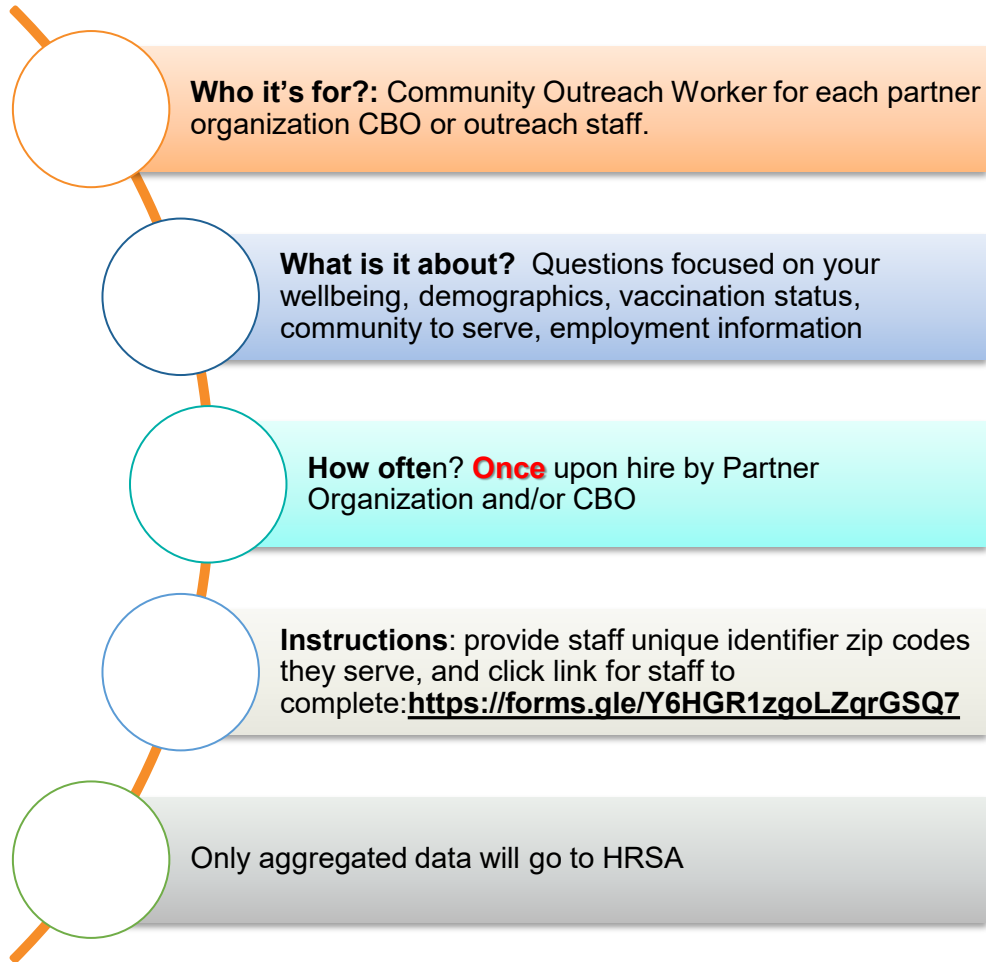 Who it's for?: Community Outreach Worker for each partner
organization CBO or outreach staff.
What is it about?  Questions focused on your
wellbeing, demographics, vaccination status,
community to serve, employment information
How often? Once upon hire by Partner
Organization and/or CBO
Instructions: provide staff unique identifier zip codes
they serve, and click link for staff to
complete:https://forms.gle/Y6HGR1zgoLZqrGSQ7
Only aggregated data will go to HRSA